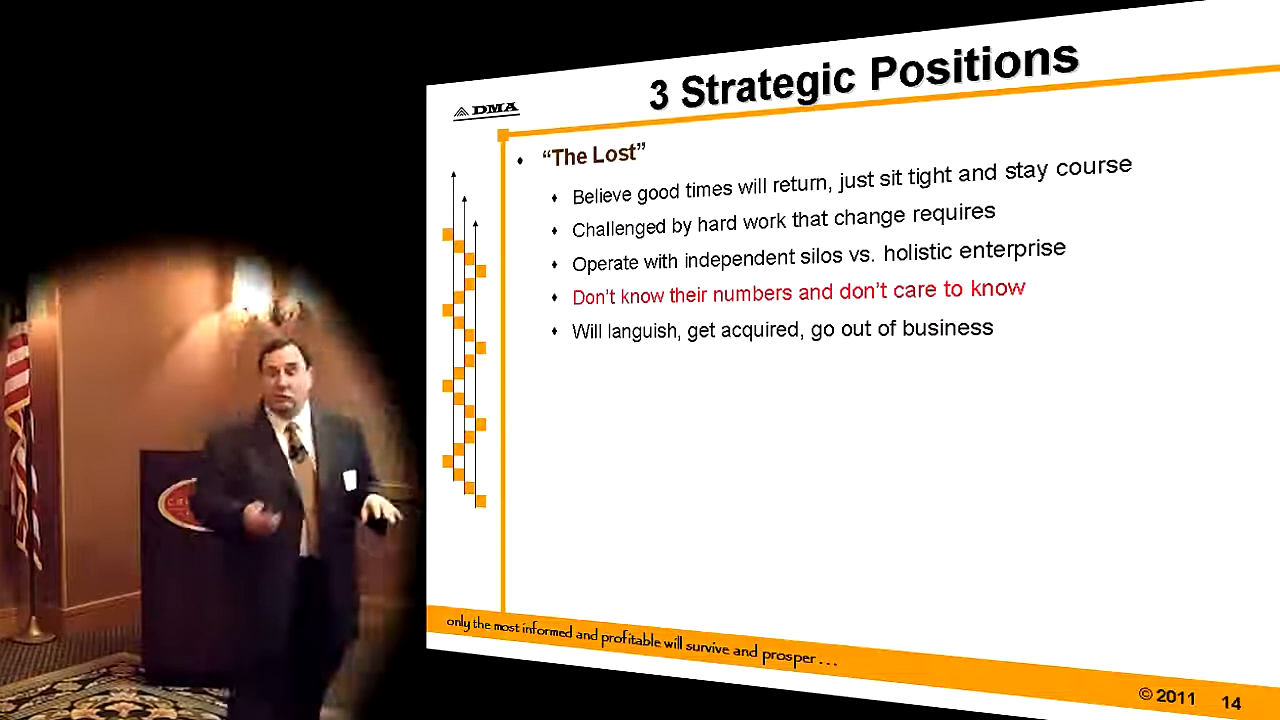 3 Strategic Positions
DMA
• “The Lost”
♦ Believe good times will return, just sit tight and stay course
♦ Challenged by hard work that change requires
♦ Operate with independent silos vs. holistic enterprise
♦ Don’t know their numbers and don’t care to know
♦ Will languish, get acquired, go out of business
only the most informed and profitable will survive and prosper . . .
© 2011 14